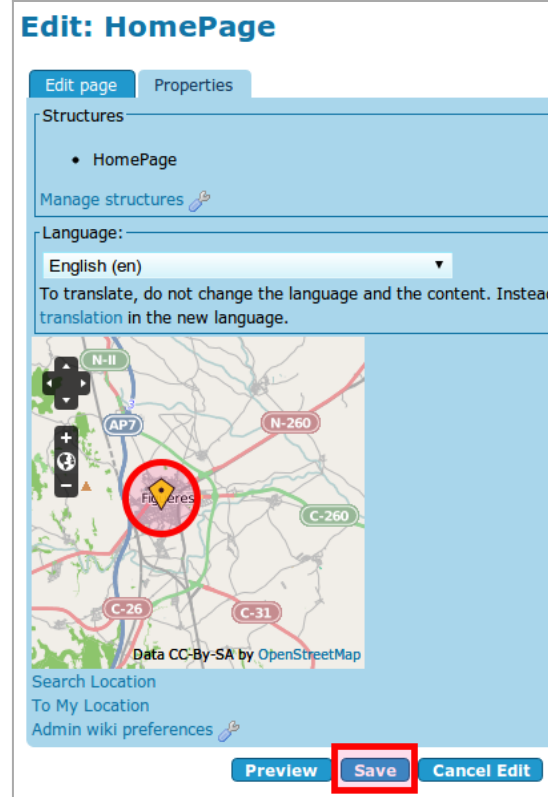 Edit: HomePage
Edit page Properties
Structures
• HomePage
Manage structures
Language:
English (en)
To translate, do not change the language and the content. Instead
translation in the new language.
N-II
3
AP7
N-260
Figueres
C-260
C-26
C-31
Data CC-By-SA by OpenStreetMap
Search Location
To My Location
Admin wiki preferences
Preview Save Cancel Edit